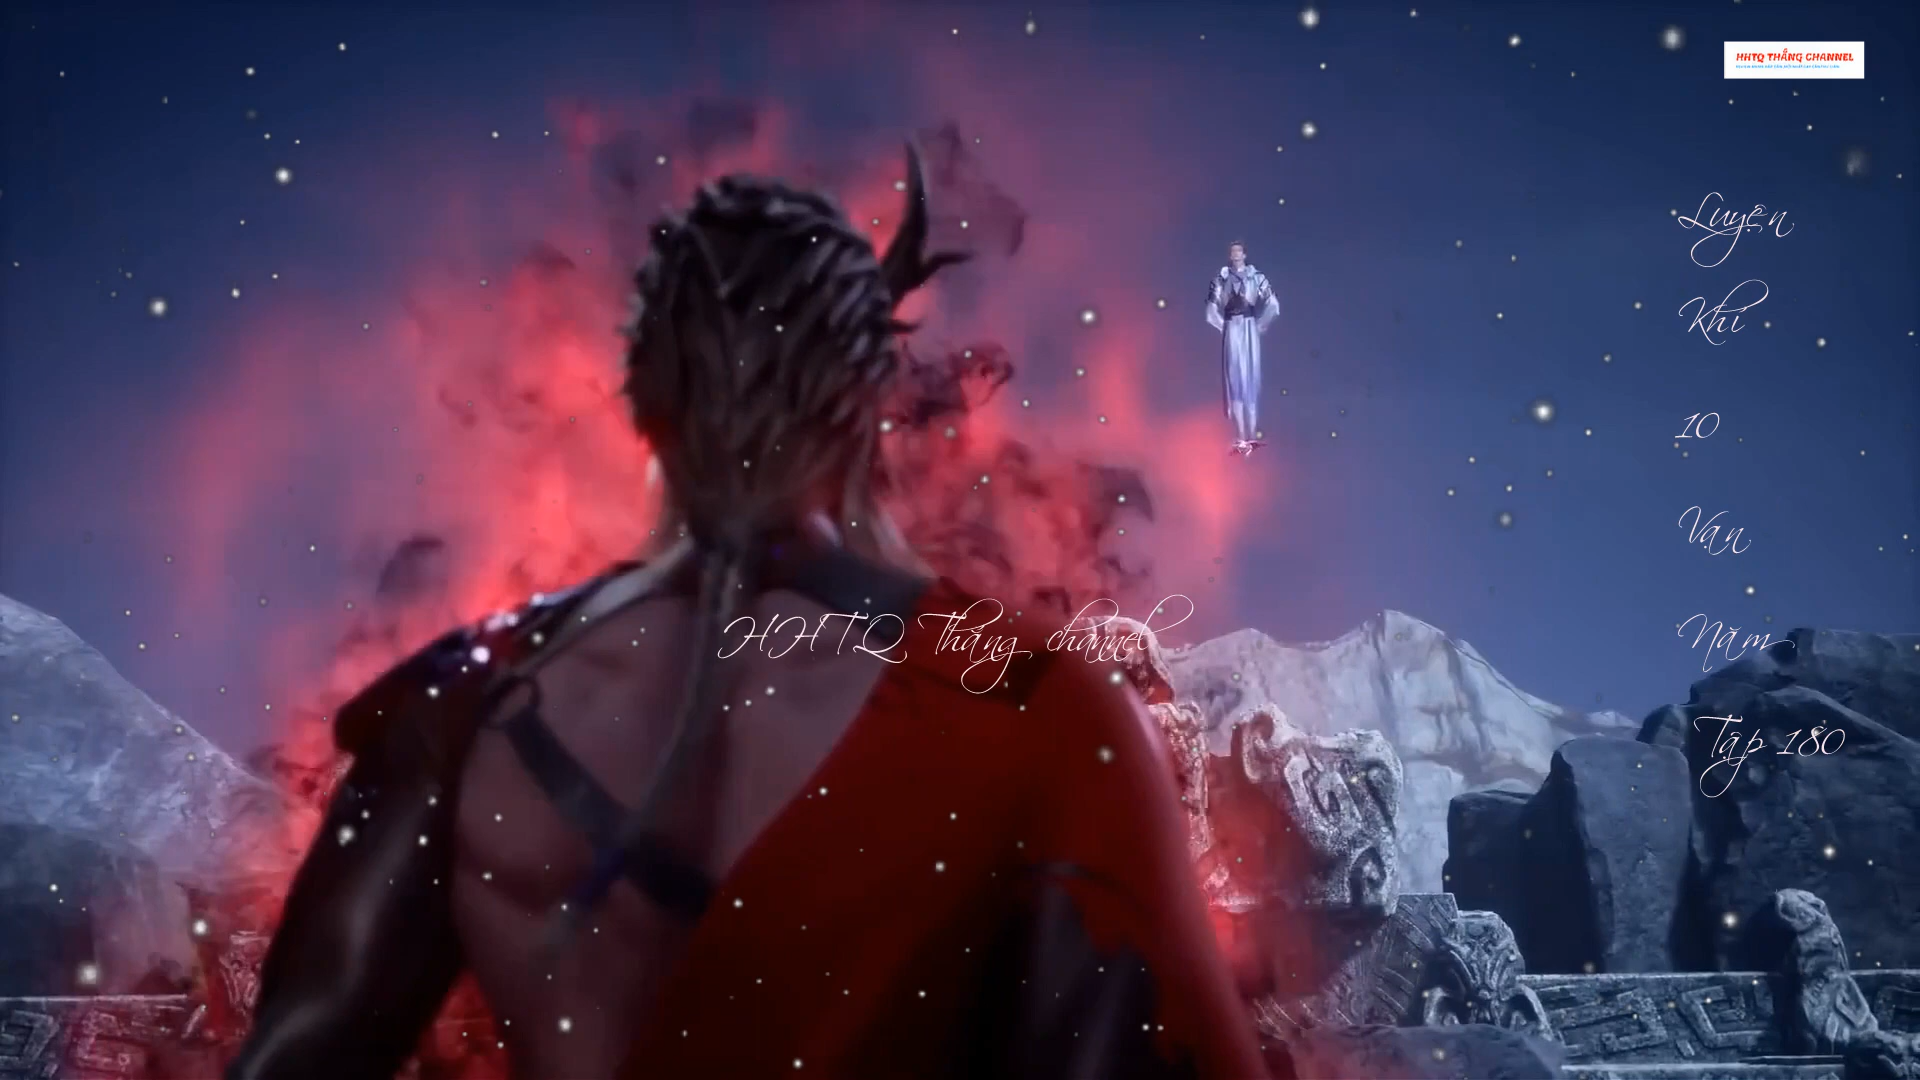 HHTQ THẮNG CHANNEL
Luyện
Khí
10
Vạn
Năm
Tập 180
HHTQ Thắng channel